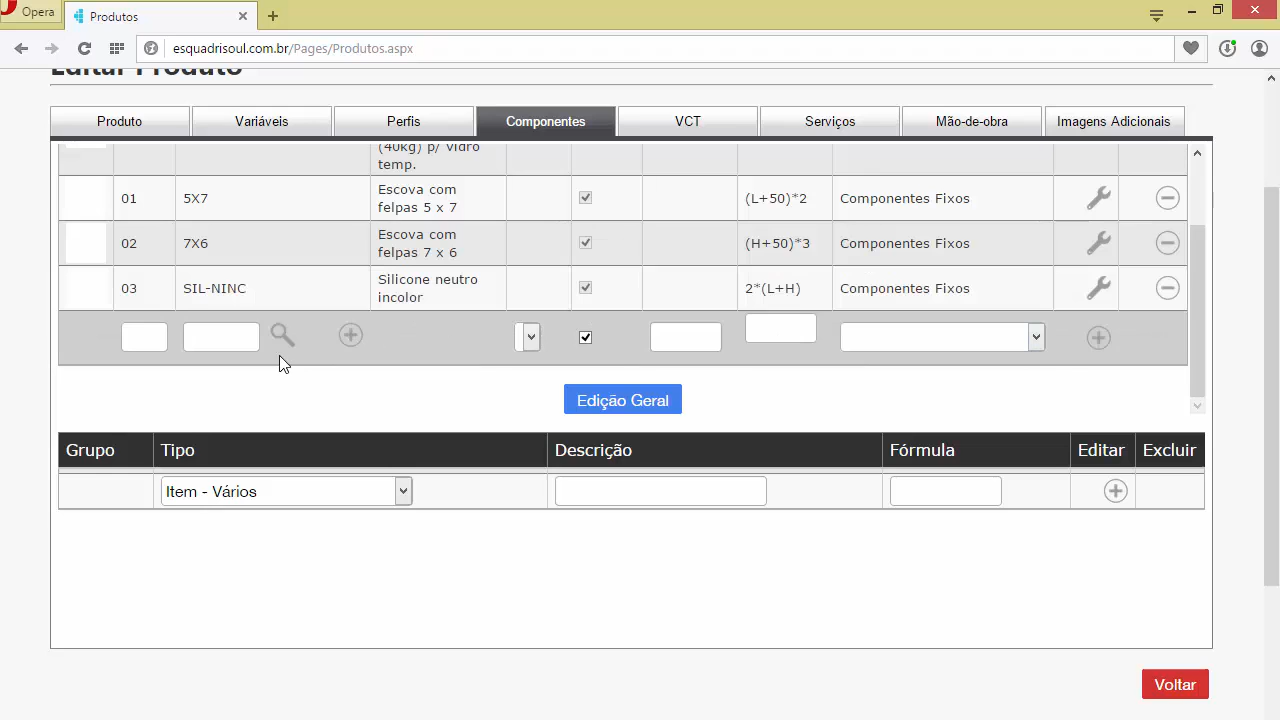 Opera
Produtos
esquadrisoul.com.br/Pages/Produtos.aspx
Editar Produto
Produto Variáveis Perfis Componentes VCT Serviços Mão-de-obra Imagens Adicionais
(40kg) p/ vidro
temp.
01 5X7 Escova com felpas 5 x 7 (L+50)*2 Componentes Fixos
02 7X6 Escova com felpas 7 x 6 (H+50)*3 Componentes Fixos
03 SIL-NINC Silicone neutro incolor 2*(L+H) Componentes Fixos
Edição Geral
Grupo Tipo Descrição Fórmula Editar Excluir
Item - Vários
Voltar